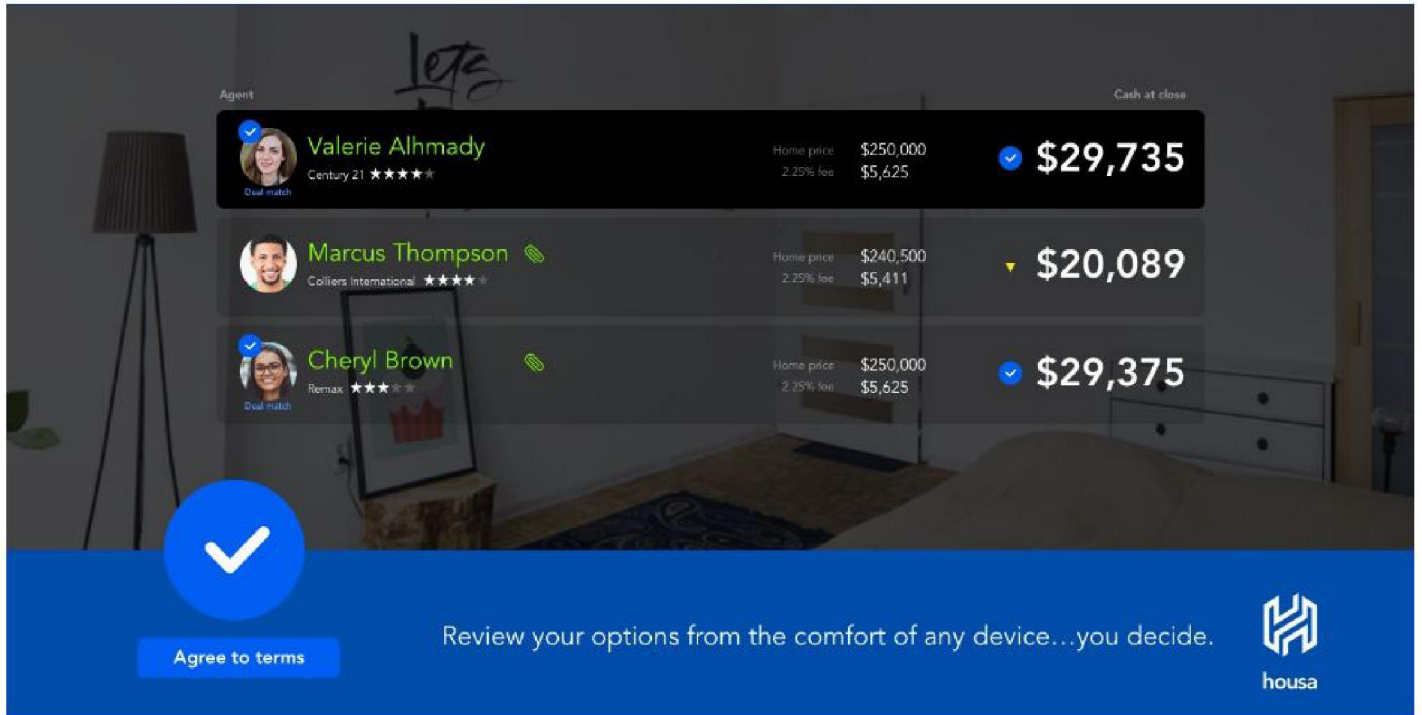 Lets
Agent
Cash at close
Valerie Alhmady
Century 21
Deal match
Home price $250,000
2.25% fee $5,625
$29,735
Marcus Thompson
Colliers International
Home price $240,500
2.25% fee $5,411
$20,089
Cheryl Brown
Remax
Deal match
Home price $250,000
2.25% fee $5,625
$29,375
Agree to terms
Review your options from the comfort of any device...you decide.
housa